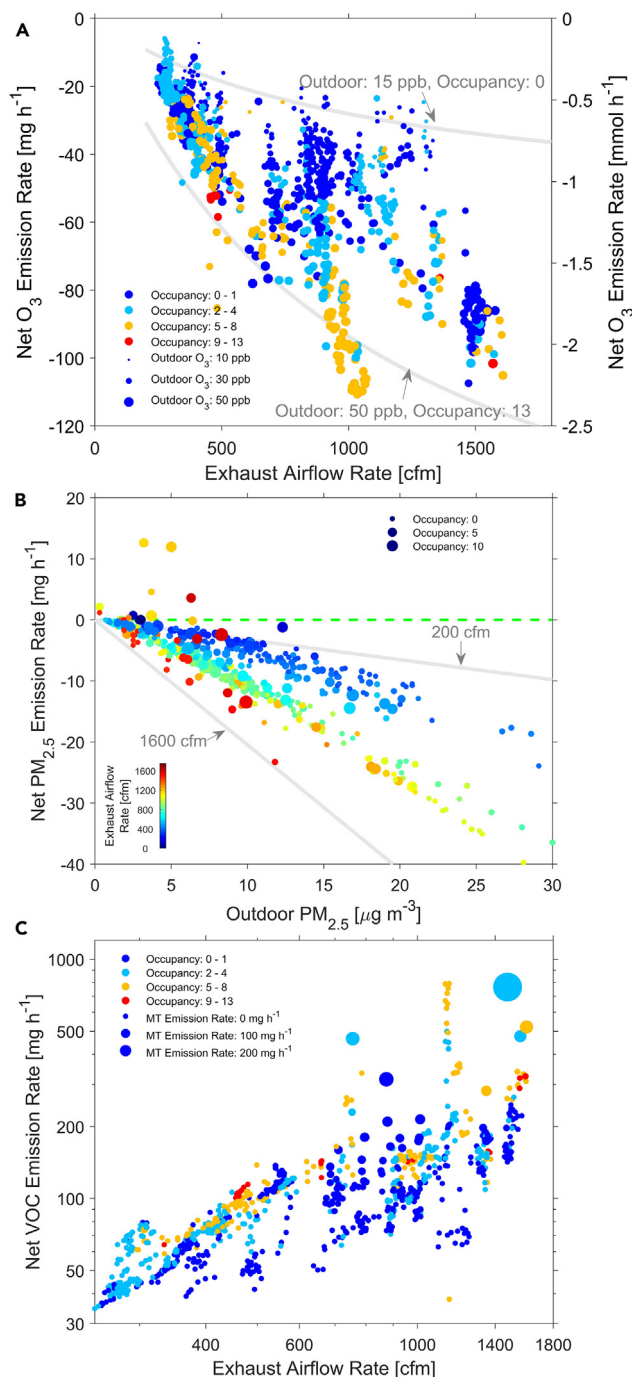 A
Net O3 Emission Rate [mg h-1]
0
-20
-40
-60
-80
-100
-120
0
-0.5
-1
-1.5
-2
-2.5
Net O3 Emission Rate [mmol h-1]
Outdoor: 15 ppb, Occupancy: 0
Occupancy: 0 - 1
Occupancy: 2 - 4
Occupancy: 5 - 8
Occupancy: 9 - 13
Outdoor O3: 10 ppb
Outdoor O3: 30 ppb
Outdoor O3: 50 ppb
Outdoor: 50 ppb, Occupancy: 13
0 500 1000 1500
Exhaust Airflow Rate [cfm]
B
Net PM2.5 Emission Rate [mg h-1]
20
10
0
-10
-20
-30
-40
Occupancy: 0
Occupancy: 5
Occupancy: 10
200 cfm
1600 cfm
Exhaust Airflow
Rate [cfm]
1600
1200
800
400
0
0 5 10 15 20 25 30
Outdoor PM2.5 [μg m-3]
C
Net VOC Emission Rate [mg h-1]
1000
500
200
100
50
30
Occupancy: 0 - 1
Occupancy: 2 - 4
Occupancy: 5 - 8
Occupancy: 9 - 13
MT Emission Rate: 0 mg h-1
MT Emission Rate: 100 mg h-1
MT Emission Rate: 200 mg h-1
400 600 1000 1400 1800
Exhaust Airflow Rate [cfm]